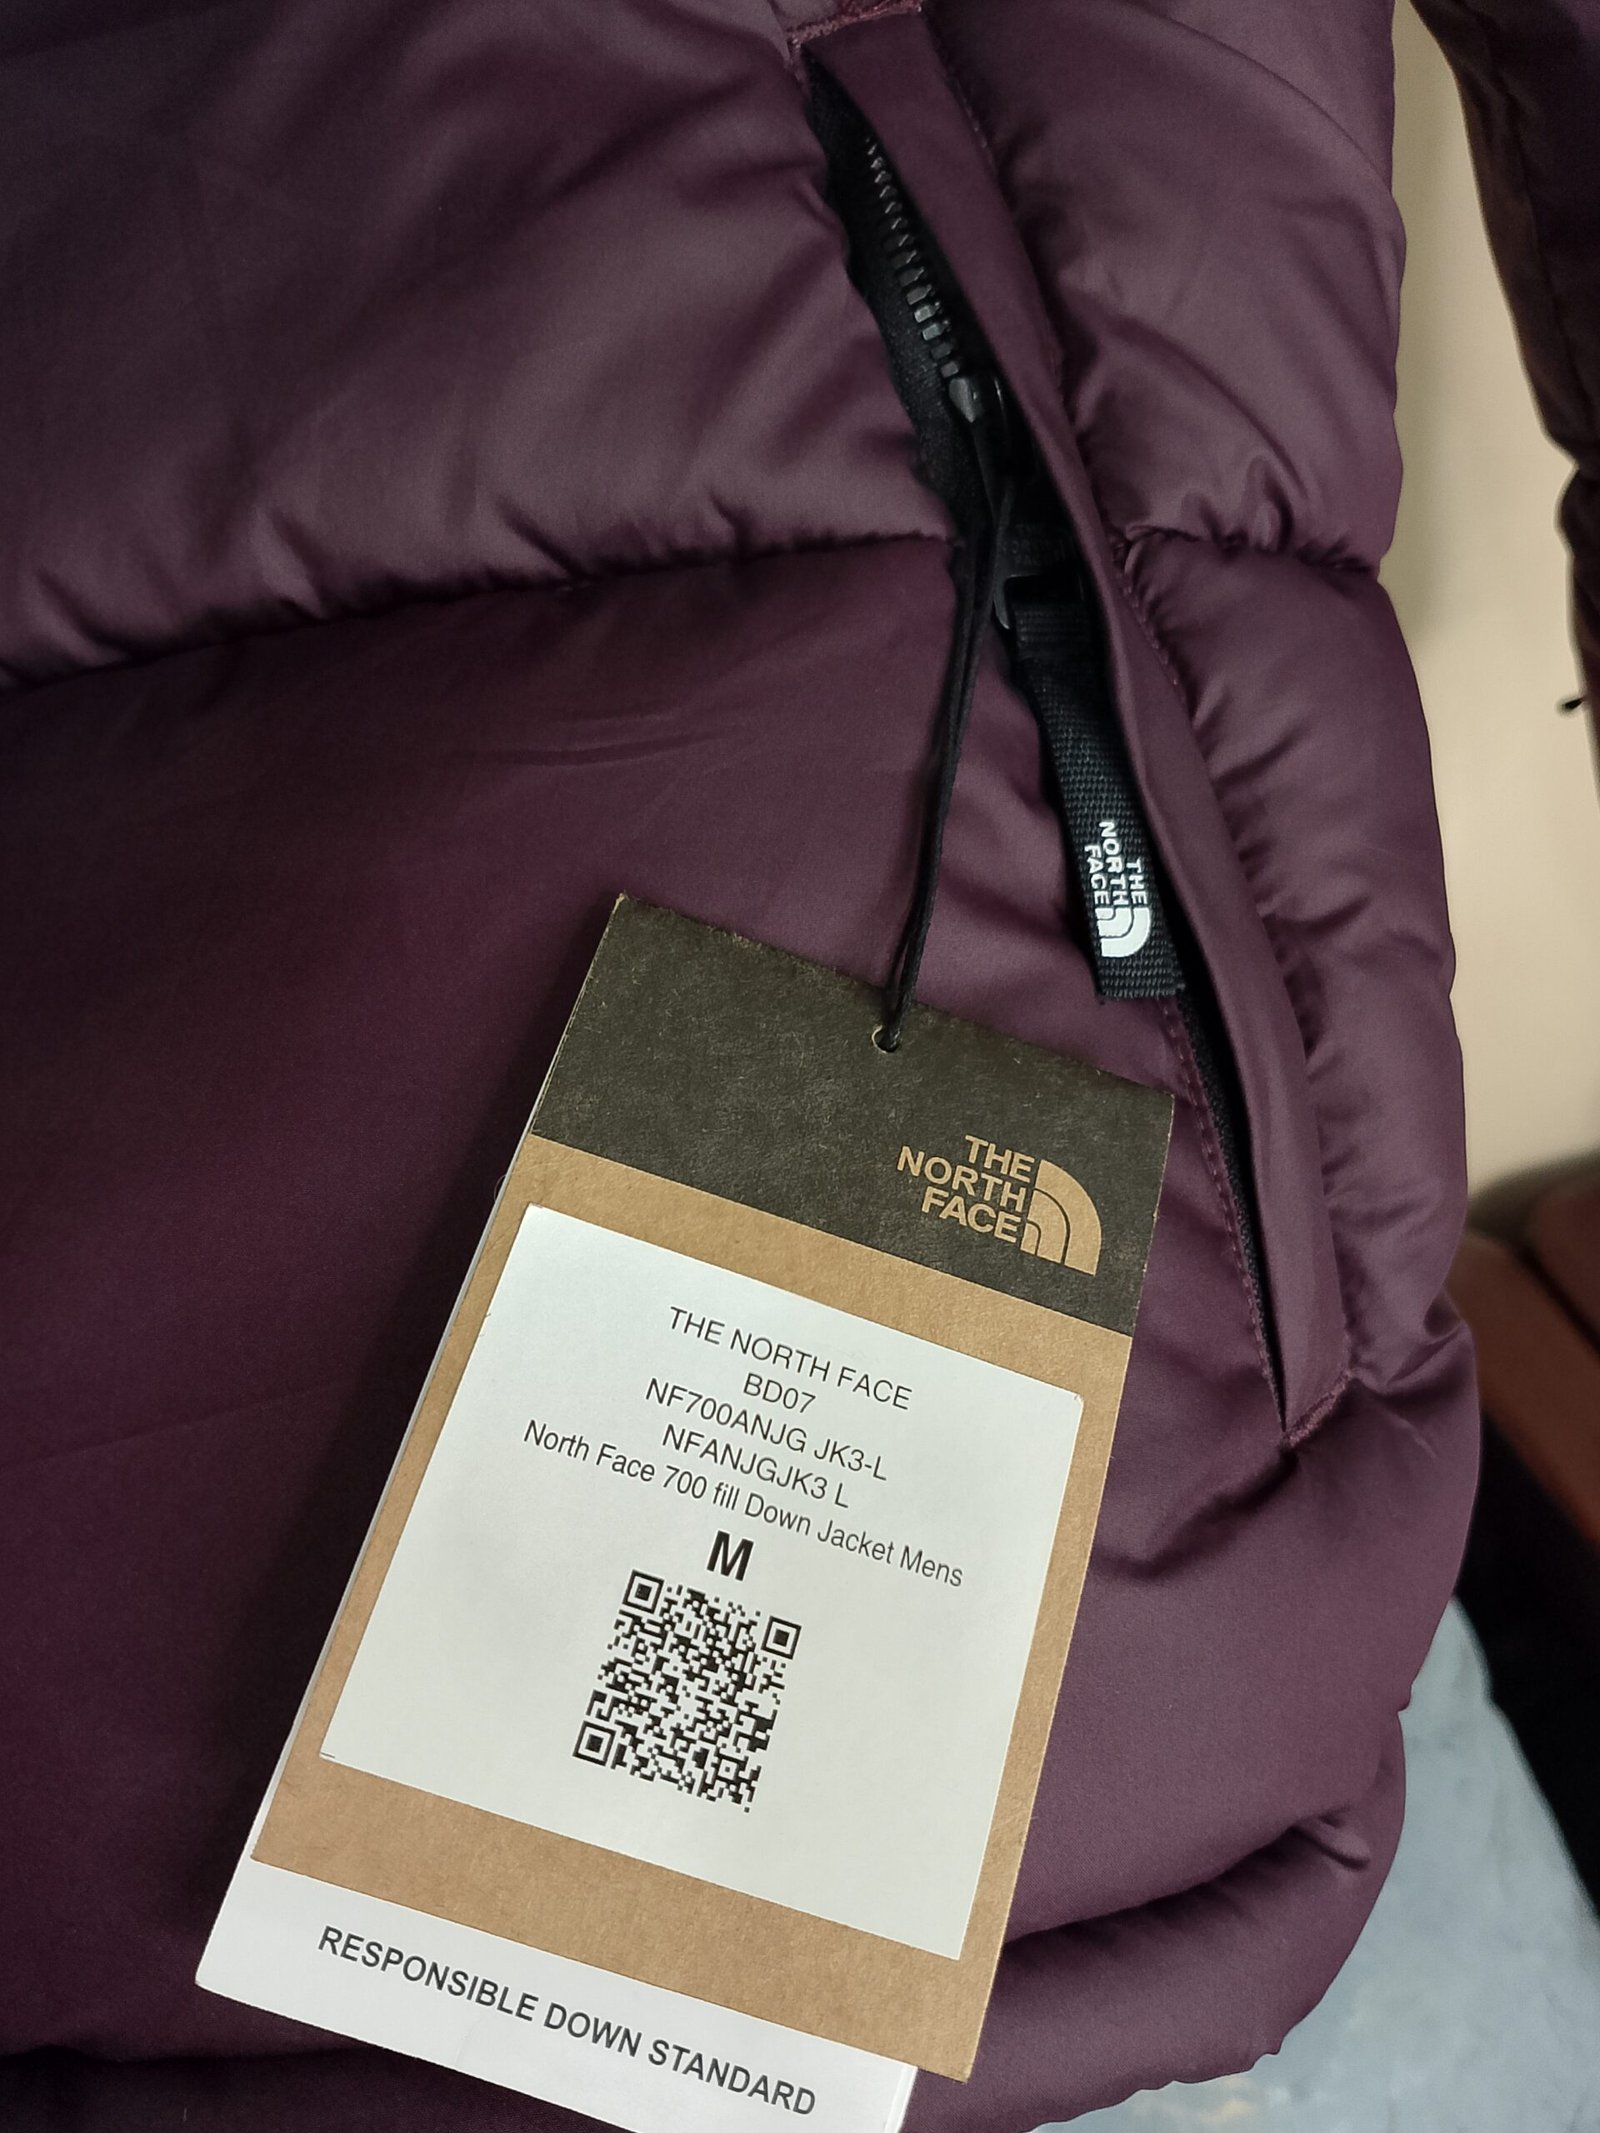 THE
NORTH
FACE
THE
NORTH
FACE
THE NORTH FACE
BD07
NF700ANJG JK3-L
NFANJGJK3 L
North Face 700 fill Down Jacket Mens
M
RESPONSIBLE DOWN STANDARD